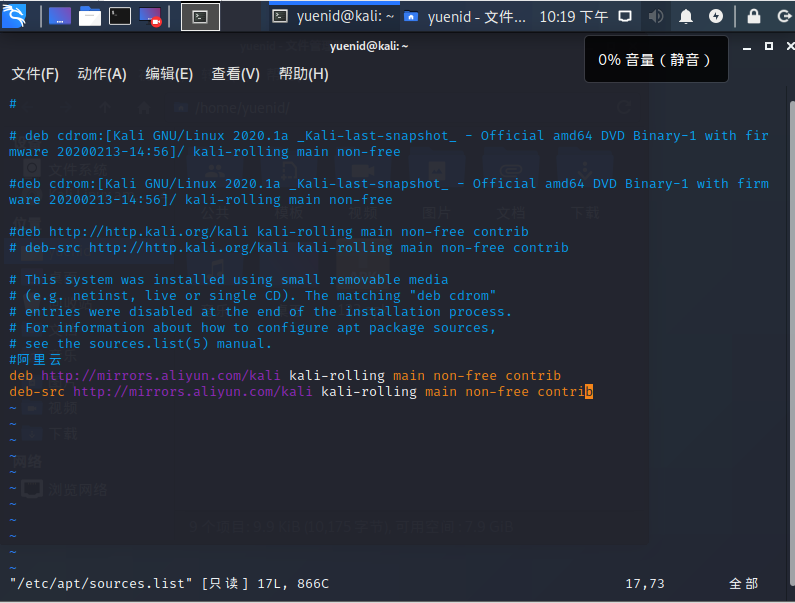 yuenid@kali: ~
yuenid - 文件...
10:19 下午
yuenid@kali: ~
0% 音量（静音）
文件(F) 动作(A) 编辑(E) 查看(V) 帮助(H)
#
# deb cdrom:[Kali GNU/Linux 2020.1a _Kali-last-snapshot_ - Official amd64 DVD Binary-1 with fir
mware 20200213-14:56]/ kali-rolling main non-free
#deb cdrom:[Kali GNU/Linux 2020.1a _Kali-last-snapshot_ - Official amd64 DVD Binary-1 with firm
ware 20200213-14:56]/ kali-rolling main non-free
#deb http://http.kali.org/kali kali-rolling main non-free contrib
# deb-src http://http.kali.org/kali kali-rolling main non-free contrib
# This system was installed using small removable media
# (e.g. netinst, live or single CD). The matching "deb cdrom"
# entries were disabled at the end of the installation process.
# For information about how to configure apt package sources,
# see the sources.list(5) manual.
#阿里云
deb http://mirrors.aliyun.com/kali kali-rolling main non-free contrib
deb-src http://mirrors.aliyun.com/kali kali-rolling main non-free contrib
~
~
~
~
~
~
~
~
~
~
~
"/etc/apt/sources.list" [只读] 17L, 866C 17,73 全部